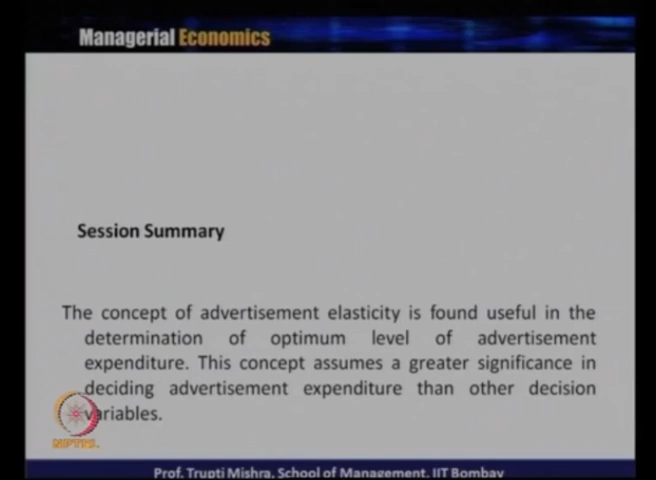 Managerial Economics
Session Summary
The concept of advertisement elasticity is found useful in the
determination of optimum level of advertisement
expenditure. This concept assumes a greater significance in
deciding advertisement expenditure than other decision
variables.
NPTEL
Prof. Trupti Mishra, School of Management, IIT Bombay